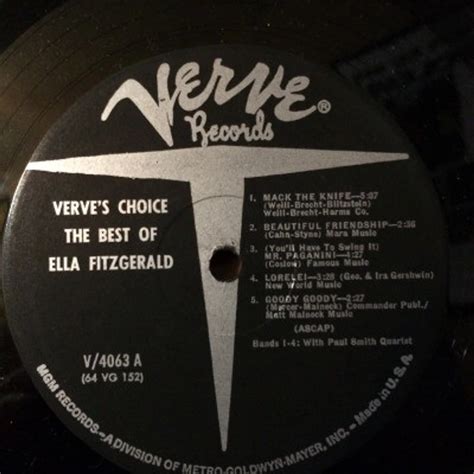 Verve®
Records
VERVE'S CHOICE
THE BEST OF
ELLA FITZGERALD
V/4063 A
(64 VG 152)
1. MACK THE KNIFE—5:07
(Weill-Brecht-Blitzstein)
Weill-Brecht-Harms Co.
2. BEAUTIFUL FRIENDSHIP—2:36
(Cahn-Styne) Mara Music
3. (You'll Have To Swing It)
MR. PAGANINI—4:00
(Coslow) Famous Music
4. LORELEI—3:28 (Geo. & Ira Gershwin)
New World Music
5. GOODY GOODY—2:27
(Mercer-Malneck) Commander Publ./
Matt Malneck Music
(ASCAP)
Bands 1-4: With Paul Smith Quartet
MGM RECORDS—A DIVISION OF METRO-GOLDWYN-MAYER, INC.—Made in U.S.A.